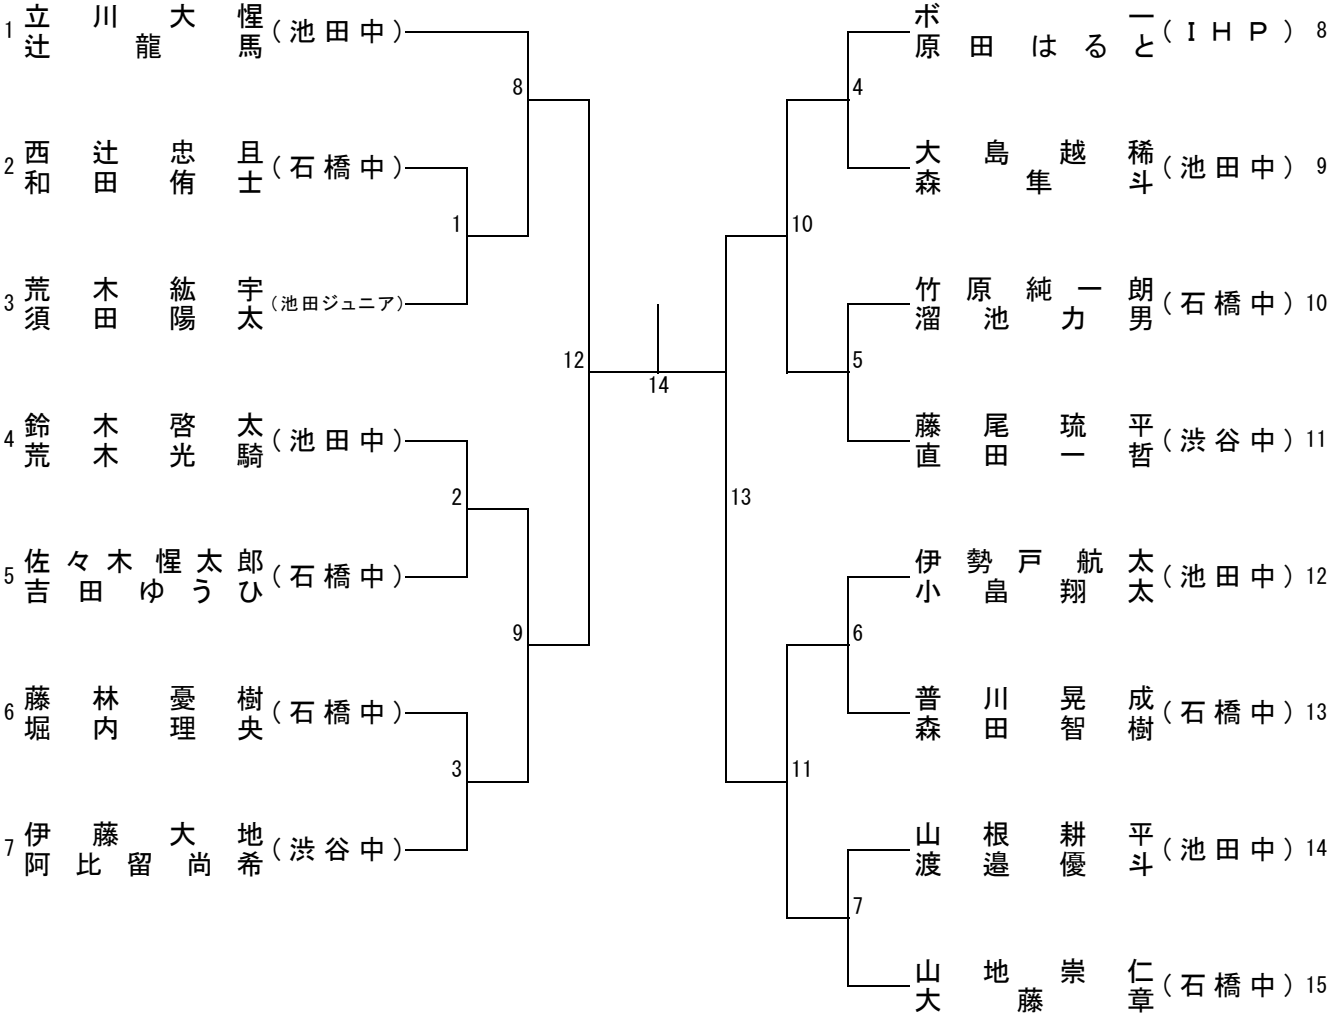 1 立川大惺 (池田中)
辻龍馬
8
2 西辻忠且 (石橋中)
和田侑士
1
3 荒木紘宇 (池田ジュニア)
須田陽太
12
4 鈴木啓太 (池田中)
荒木光騎
2
5 佐々木惺太郎 (石橋中)
吉田ゆうひ
9
6 藤林憂樹 (石橋中)
堀内理央
3
7 伊藤大地 (渋谷中)
阿比留尚希
14
ボ一 (IHP) 8
原田はると
4
大島越稀 (池田中) 9
森隼斗
10
竹原純一朗 (石橋中) 10
溜池力男
5
藤尾琉平 (渋谷中) 11
直田一哲
13
伊勢戸航太 (池田中) 12
小畠翔太
6
普川晃成 (石橋中) 13
森田智樹
11
山根耕平 (池田中) 14
渡邉優斗
7
山地崇仁 (石橋中) 15
大藤章